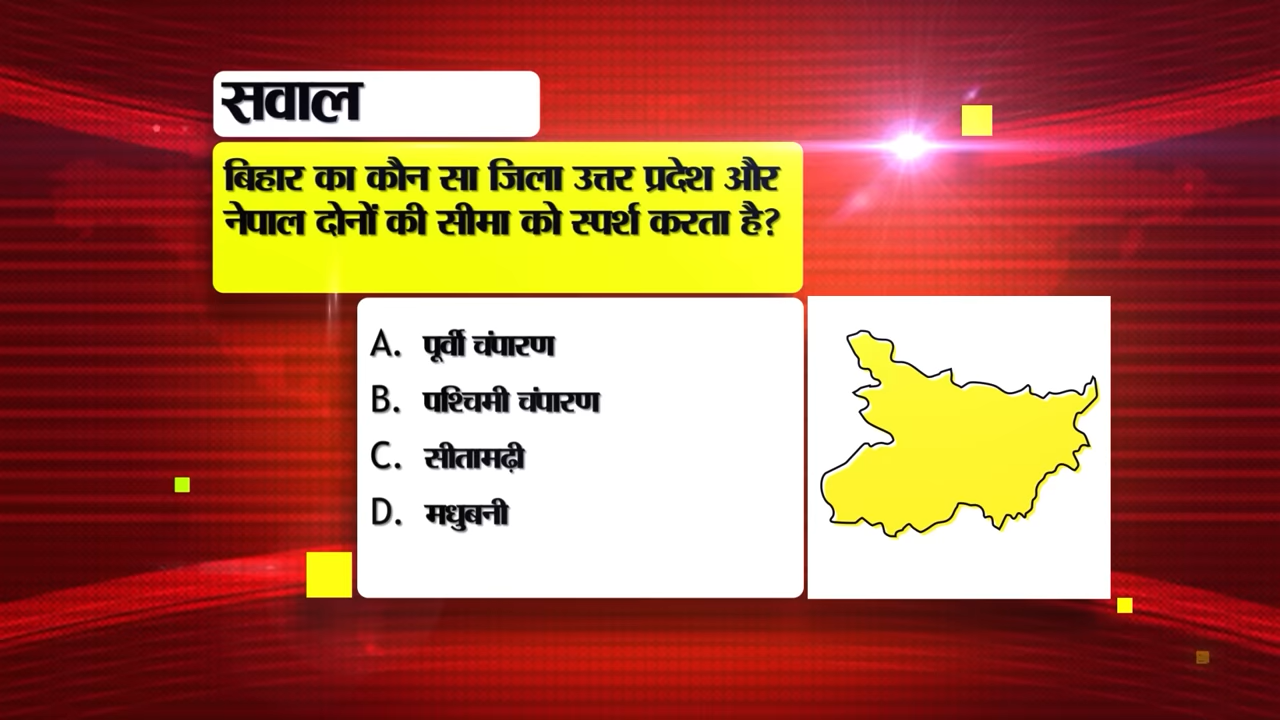 सवाल
बिहार का कौन सा जिला उत्तर प्रदेश और
नेपाल दोनों की सीमा को स्पर्श करता है?
A. पूर्वी चंपारण
B. पश्चिमी चंपारण
C. सीतामढ़ी
D. मधुबनी